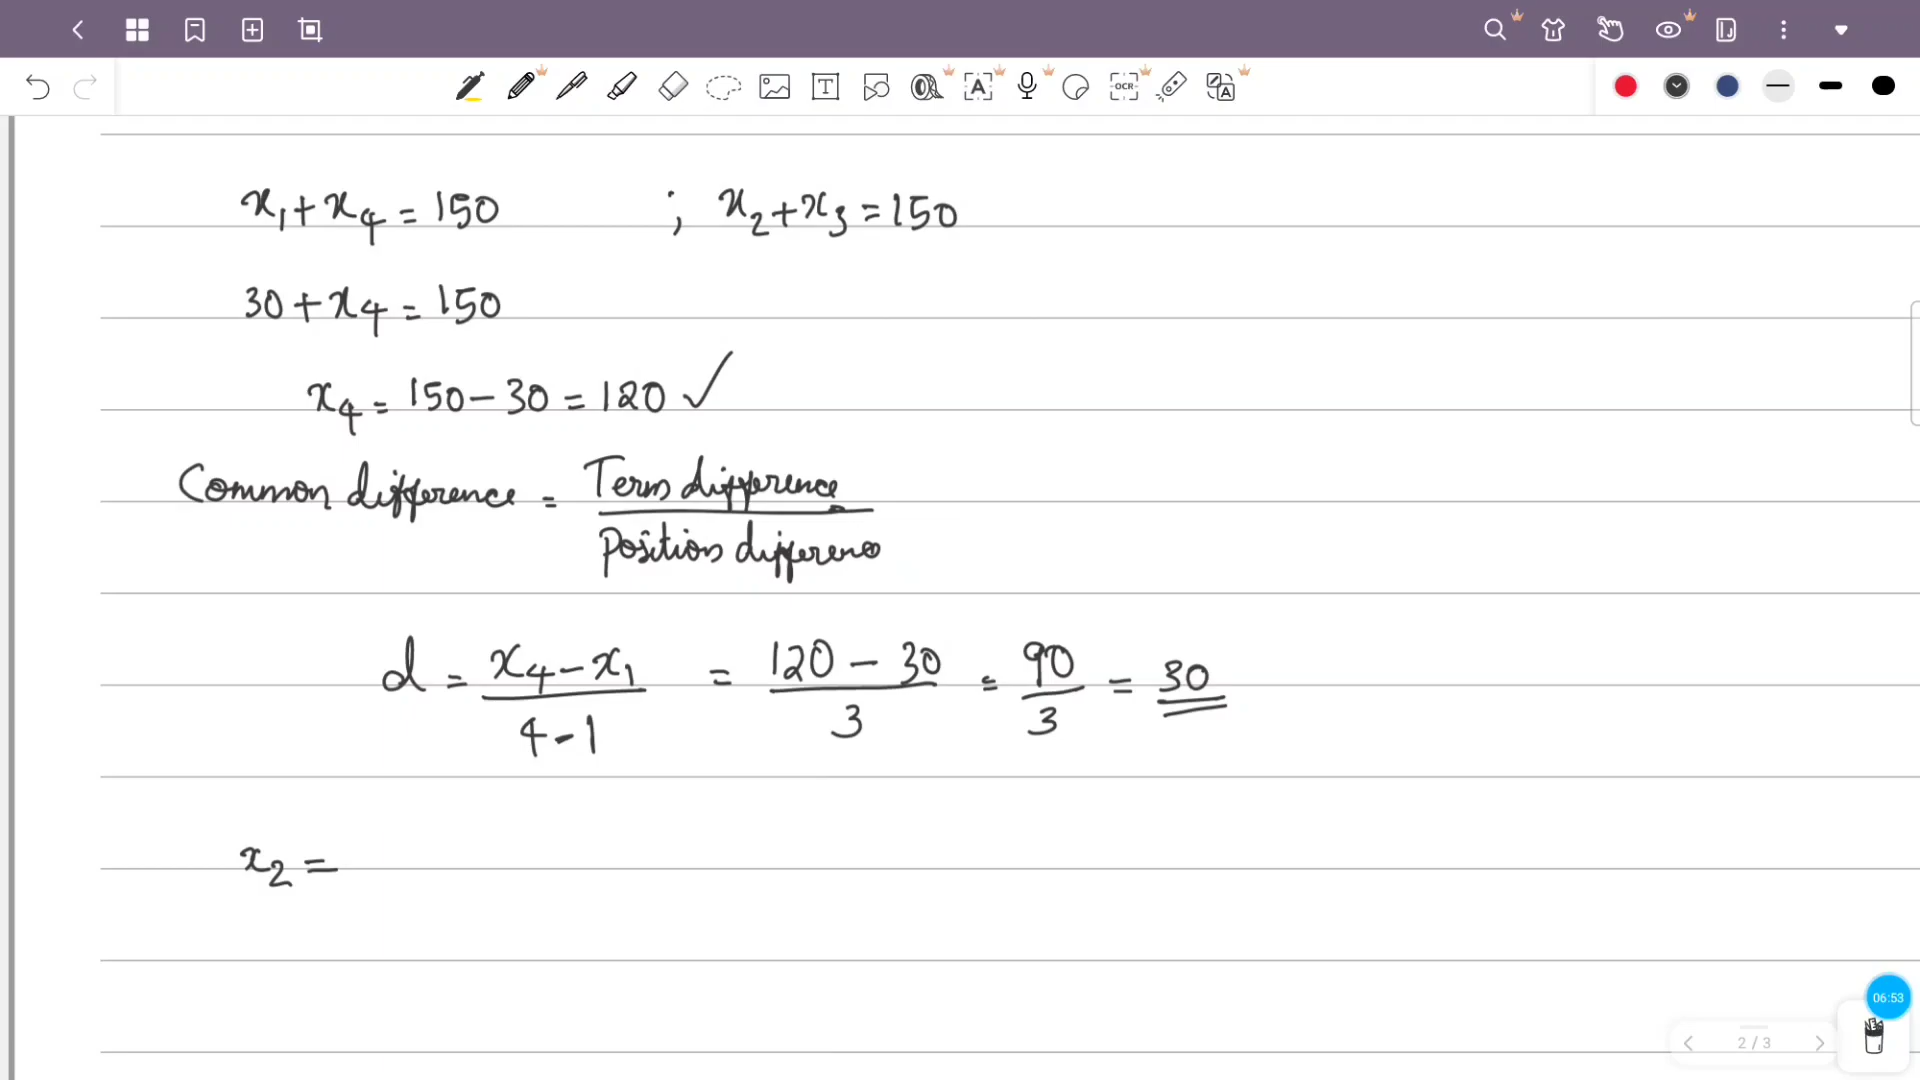 OCR
x₁+x₄ = 150 ; x₂+x₃ = 150
30+x₄ = 150
x₄ = 150 – 30 = 120 ✓
Common difference = Term difference / Position difference
d = x₄ – x₁ / 4 - 1 = 120 – 30 / 3 = 90 / 3 = 30
x₂ =
06:53
2 / 3